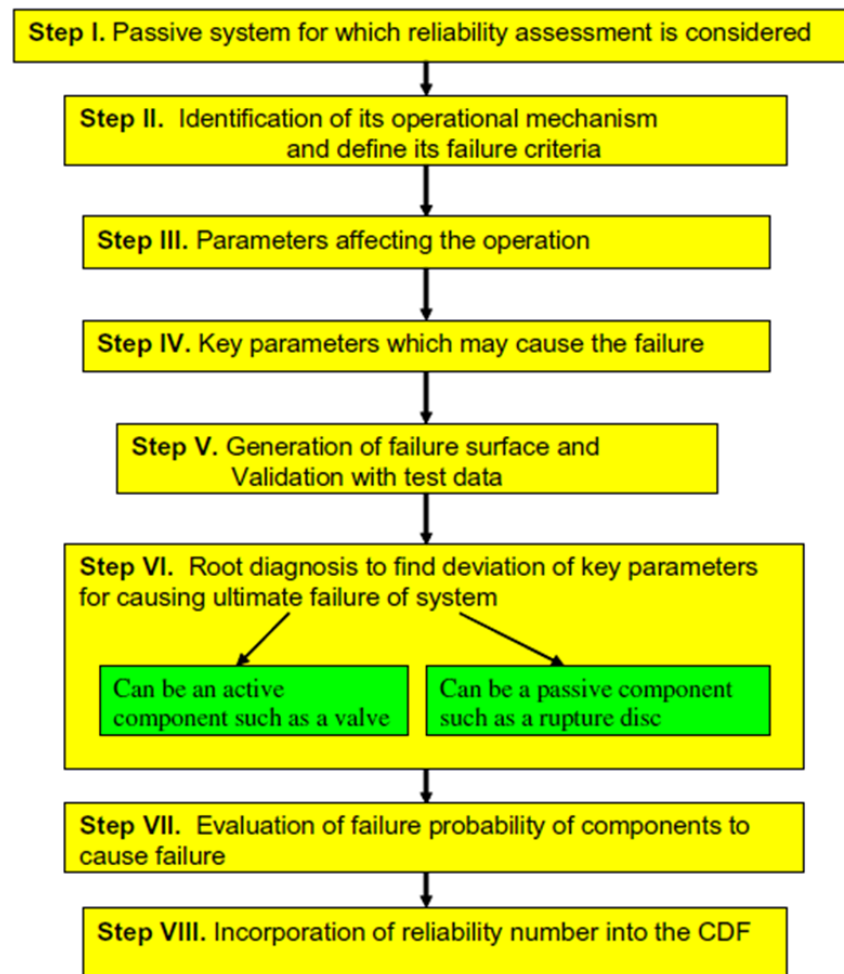 Step I. Passive system for which reliability assessment is considered
Step II. Identification of its operational mechanism
and define its failure criteria
Step III. Parameters affecting the operation
Step IV. Key parameters which may cause the failure
Step V. Generation of failure surface and
Validation with test data
Step VI. Root diagnosis to find deviation of key parameters
for causing ultimate failure of system
Can be an active
component such as a valve
Can be a passive component
such as a rupture disc
Step VII. Evaluation of failure probability of components to
cause failure
Step VIII. Incorporation of reliability number into the CDF